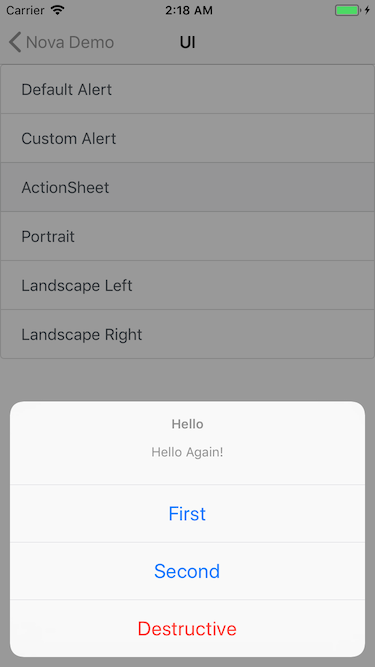 Carrier 2:18 AM
Nova Demo UI
Default Alert
Custom Alert
ActionSheet
Portrait
Landscape Left
Landscape Right
Hello
Hello Again!
First
Second
Destructive